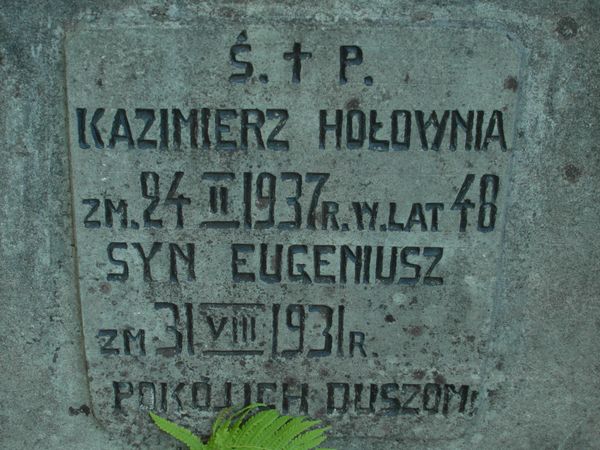 Ś. † P.
KAZIMIERZ HOŁOWNIA
ZM. 24 II 1937 R. W. LAT 48
SYN EUGENIUSZ
ZM 31 VIII 1931 R.
POKÓJ ICH DUSZOM